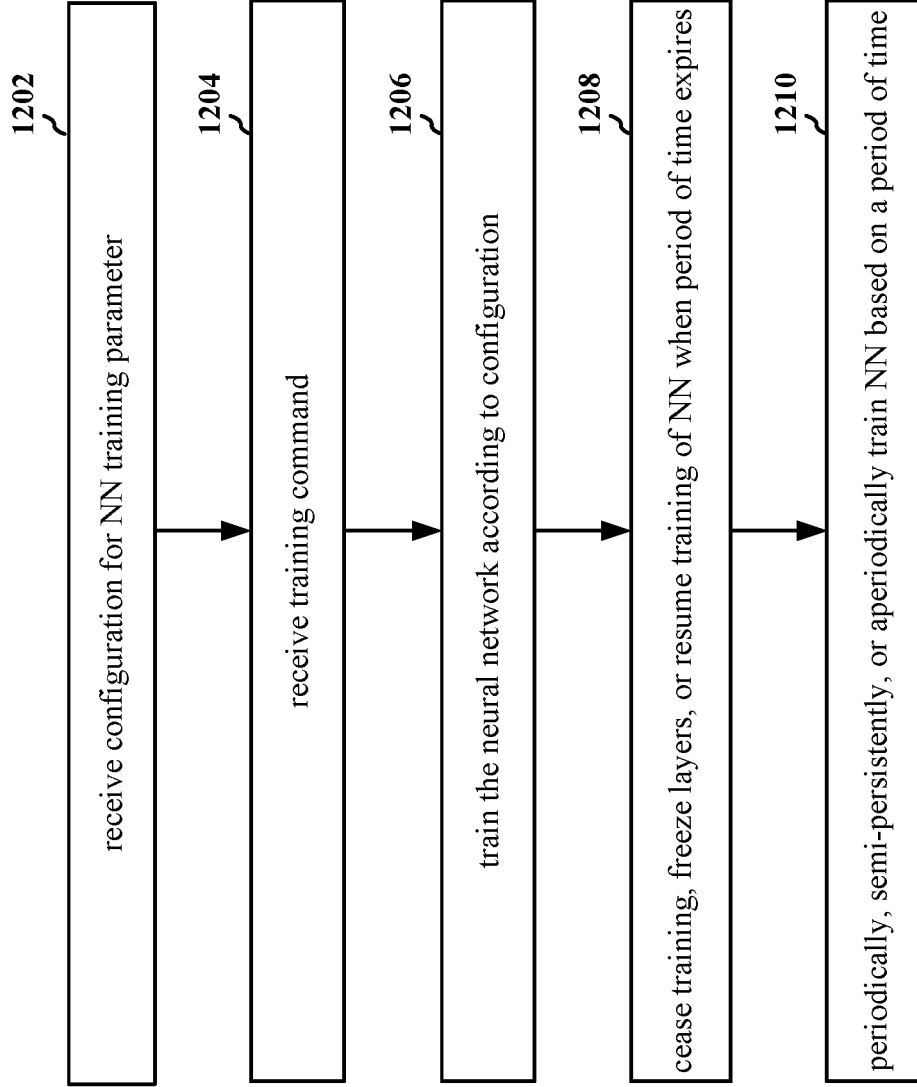 1202
receive configuration for NN training parameter
1204
receive training command
1206
train the neural network according to configuration
1208
cease training, freeze layers, or resume training of NN when period of time expires
1210
periodically, semi-persistently, or aperiodically train NN based on a period of time